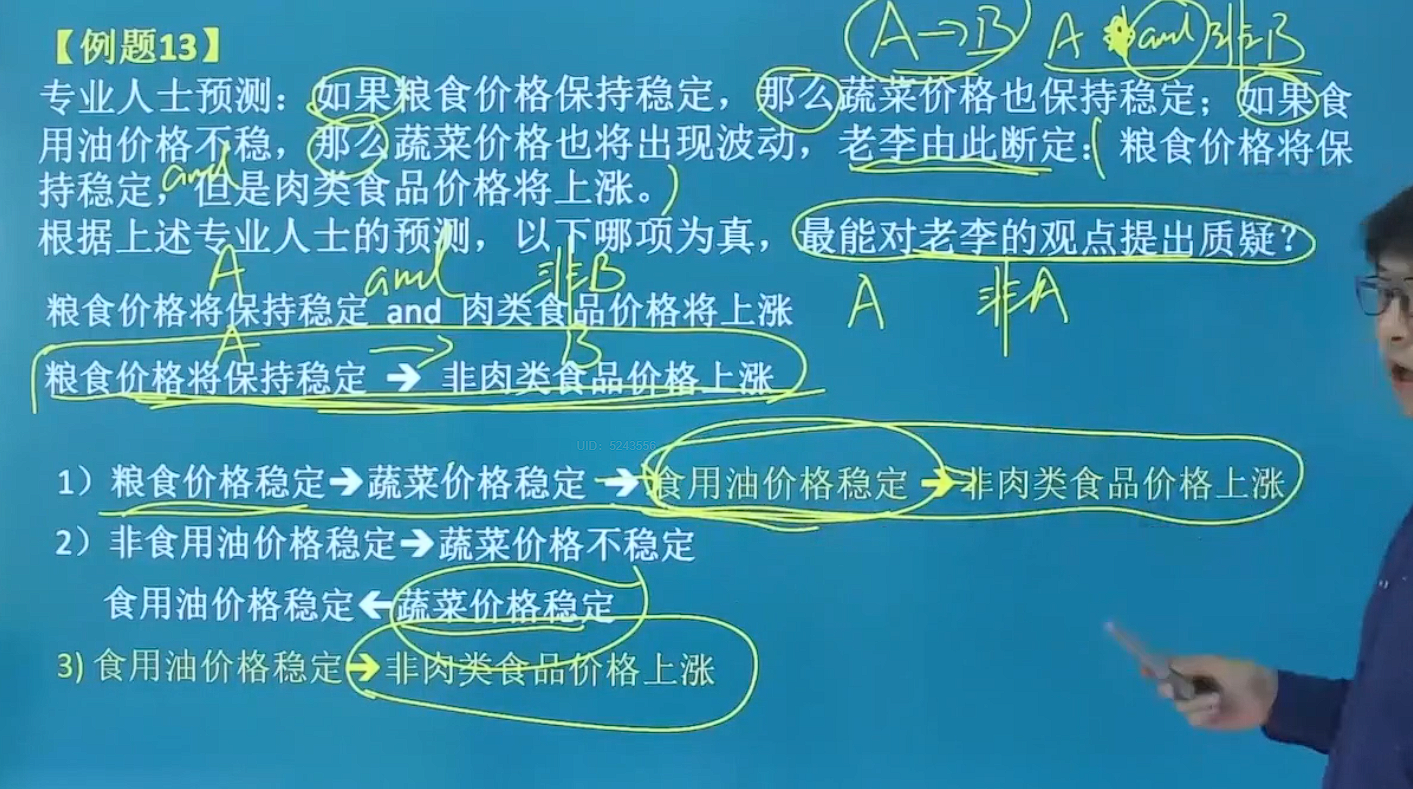 【例题13】
A→B A and 非B
专业人士预测：如果粮食价格保持稳定，那么蔬菜价格也保持稳定；如果食
用油价格不稳，那么蔬菜价格也将出现波动，老李由此断定：粮食价格将保
and
持稳定，但是肉类食品价格将上涨。
根据上述专业人士的预测，以下哪项为真，最能对老李的观点提出质疑？
A and 非B A 非A
粮食价格将保持稳定 and 肉类食品价格将上涨
A → B
粮食价格将保持稳定 → 非肉类食品价格上涨
UID：5243556
1）粮食价格稳定→蔬菜价格稳定 → 食用油价格稳定 → 非肉类食品价格上涨
2）非食用油价格稳定→蔬菜价格不稳定
食用油价格稳定←蔬菜价格稳定
3) 食用油价格稳定→非肉类食品价格上涨